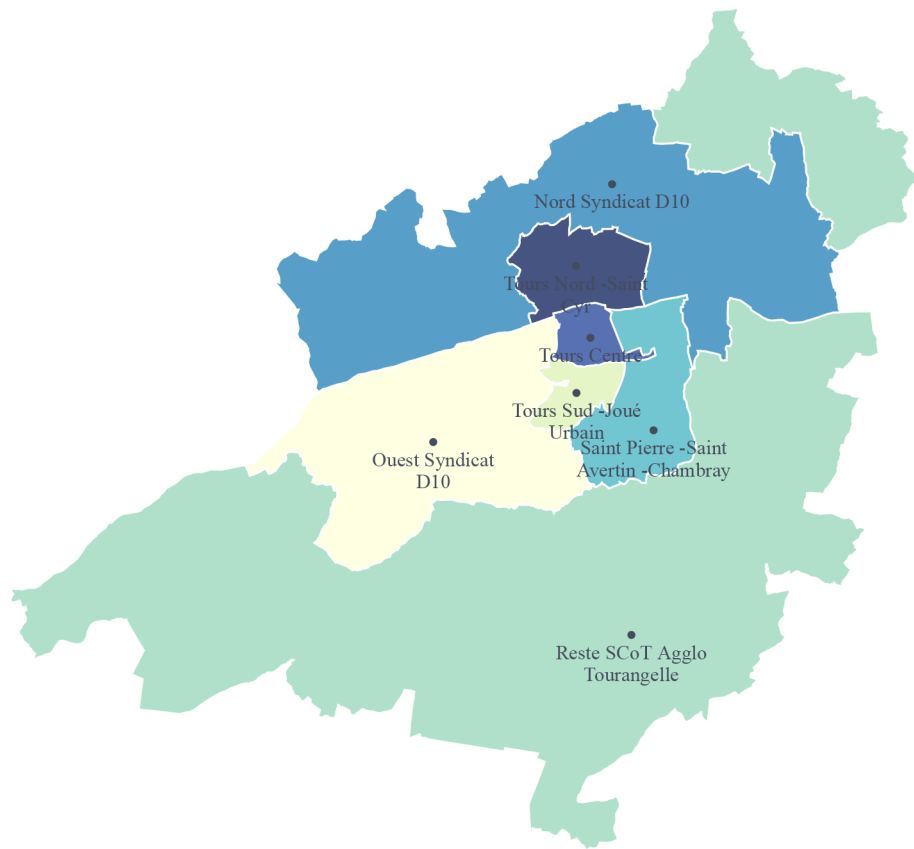 Nord Syndicat D10
Tours Nord -Saint
Cyr
Tours Centre
Tours Sud -Joué
Urbain
Saint Pierre -Saint
Avertin -Chambray
Ouest Syndicat
D10
Reste SCoT Agglo
Tourangelle